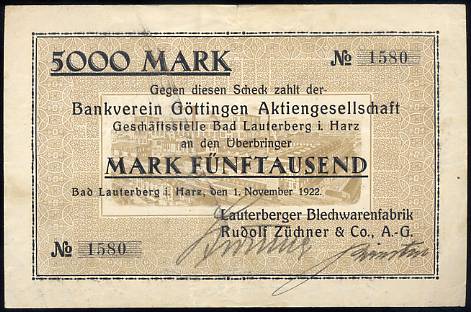 5000 MARK № 1580
Gegen diesen Scheck zahlt der
Bankverein Göttingen Aktiengesellschaft
Geschäftsstelle Bad Lauterberg i. Harz
an den Überbringer
MARK FÜNFTAUSEND
Bad Lauterberg i. Harz, den 1. November 1922.
Lauterberger Blechwarenfabrik
№ 1580 Rudolf Züchner & Co., A.-G.